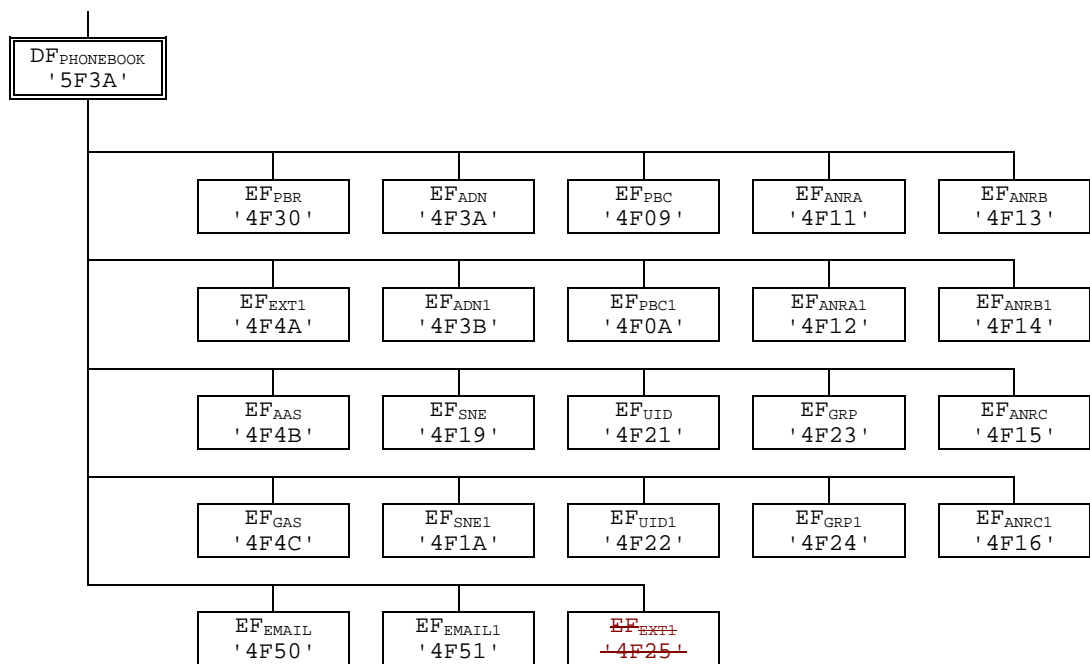 DFPHONEBOOK
'5F3A'
EFPBR
'4F30'
EFADN
'4F3A'
EFPBC
'4F09'
EFANRA
'4F11'
EFANRB
'4F13'
EFEXT1
'4F4A'
EFADN1
'4F3B'
EFPBC1
'4F0A'
EFANRA1
'4F12'
EFANRB1
'4F14'
EFAAS
'4F4B'
EFSNE
'4F19'
EFUID
'4F21'
EFGRP
'4F23'
EFANRC
'4F15'
EFGAS
'4F4C'
EFSNE1
'4F1A'
EFUID1
'4F22'
EFGRP1
'4F24'
EFANRC1
'4F16'
EFEMAIL
'4F50'
EFEMAIL1
'4F51'
EFEXT1
'4F25'